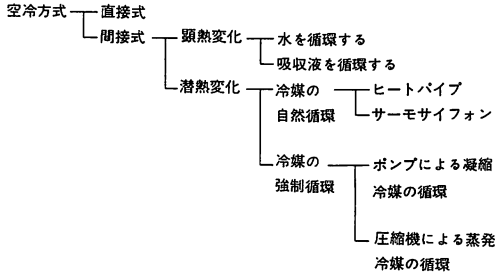 空冷方式 直接式
間接式 顕熱変化 水を循環する
吸収液を循環する
潜熱変化 冷媒の ヒートパイプ
自然循環 サーモサイフォン
冷媒の ポンプによる凝縮
強制循環 冷媒の循環
圧縮機による蒸発
冷媒の循環